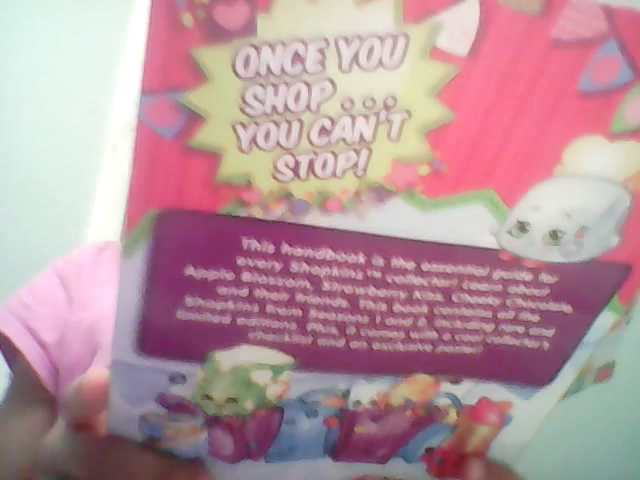 ONCE YOU
SHOP...
YOU CAN'T
STOP!
This handbook is the essential guide for
every Shopkins™ collector. Learn about
Apple Blossom, Strawberry Kiss, Cheeky Chocolate
and their friends. This book contains all the
Shopkins from Seasons 1 and 2, including rare and
limited editions. Plus, it comes with a cool collector's
checklist and an exclusive